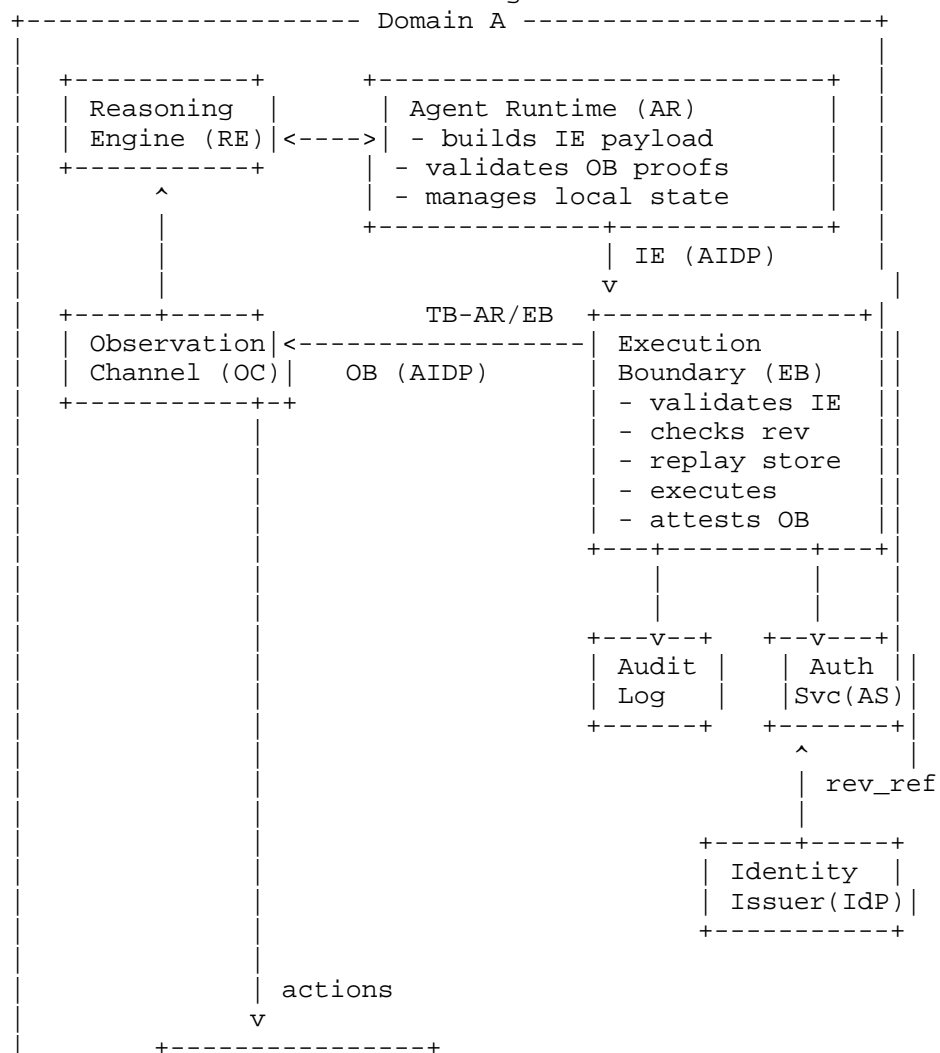 Domain A
Reasoning Agent Runtime (AR)
Engine (RE) - builds IE payload
- validates OB proofs
- manages local state
IE (AIDP)
TB-AR/EB
Observation Execution
Channel (OC) OB (AIDP) Boundary (EB)
- validates IE
- checks rev
- replay store
- executes
- attests OB
Audit Auth
Log Svc(AS)
rev_ref
Identity
Issuer(IdP)
actions